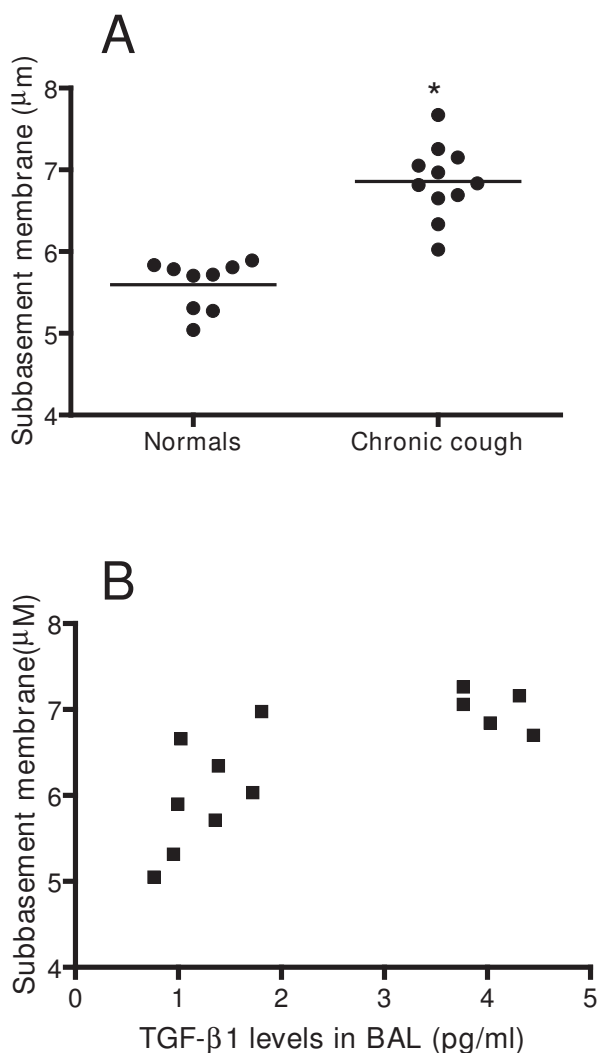 A
Subbasement membrane (μm)
8
7
6
5
4
*
Normals
Chronic cough
B
Subbasement membrane(μM)
8
7
6
5
4
0
1
2
3
4
5
TGF-β1 levels in BAL (pg/ml)